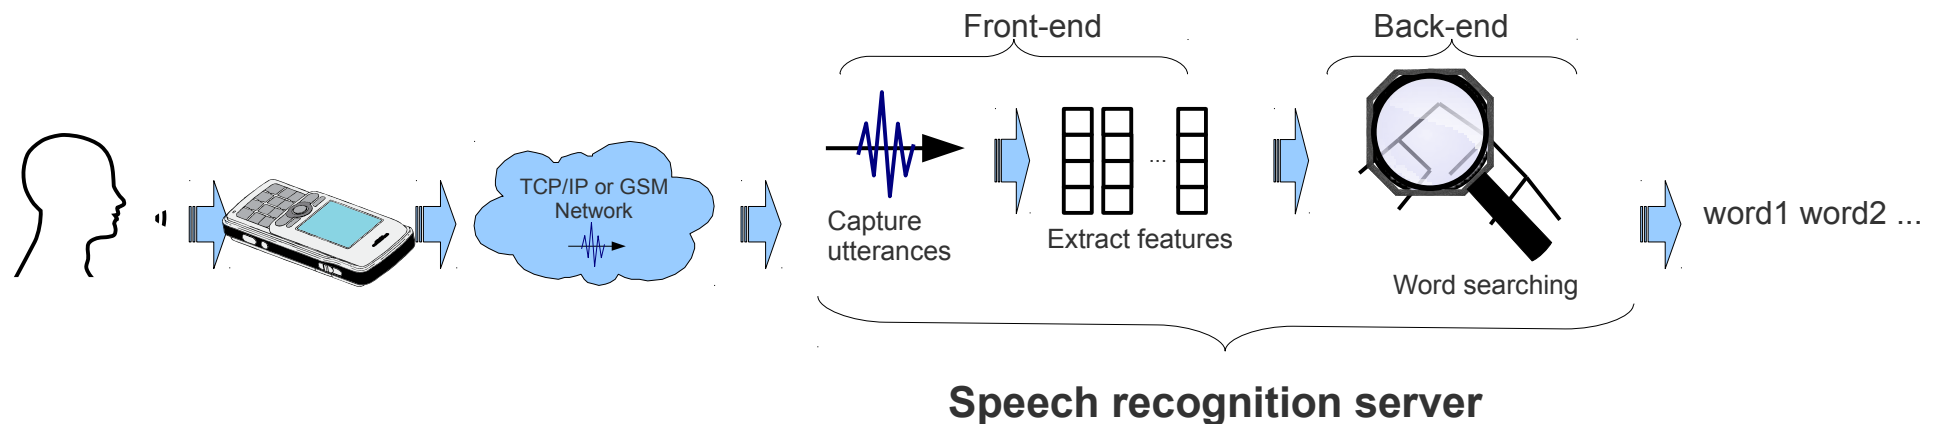 Front-end
Back-end
TCP/IP or GSM
Network
Capture
utterances
...
Extract features
Word searching
word1 word2 ...
Speech recognition server